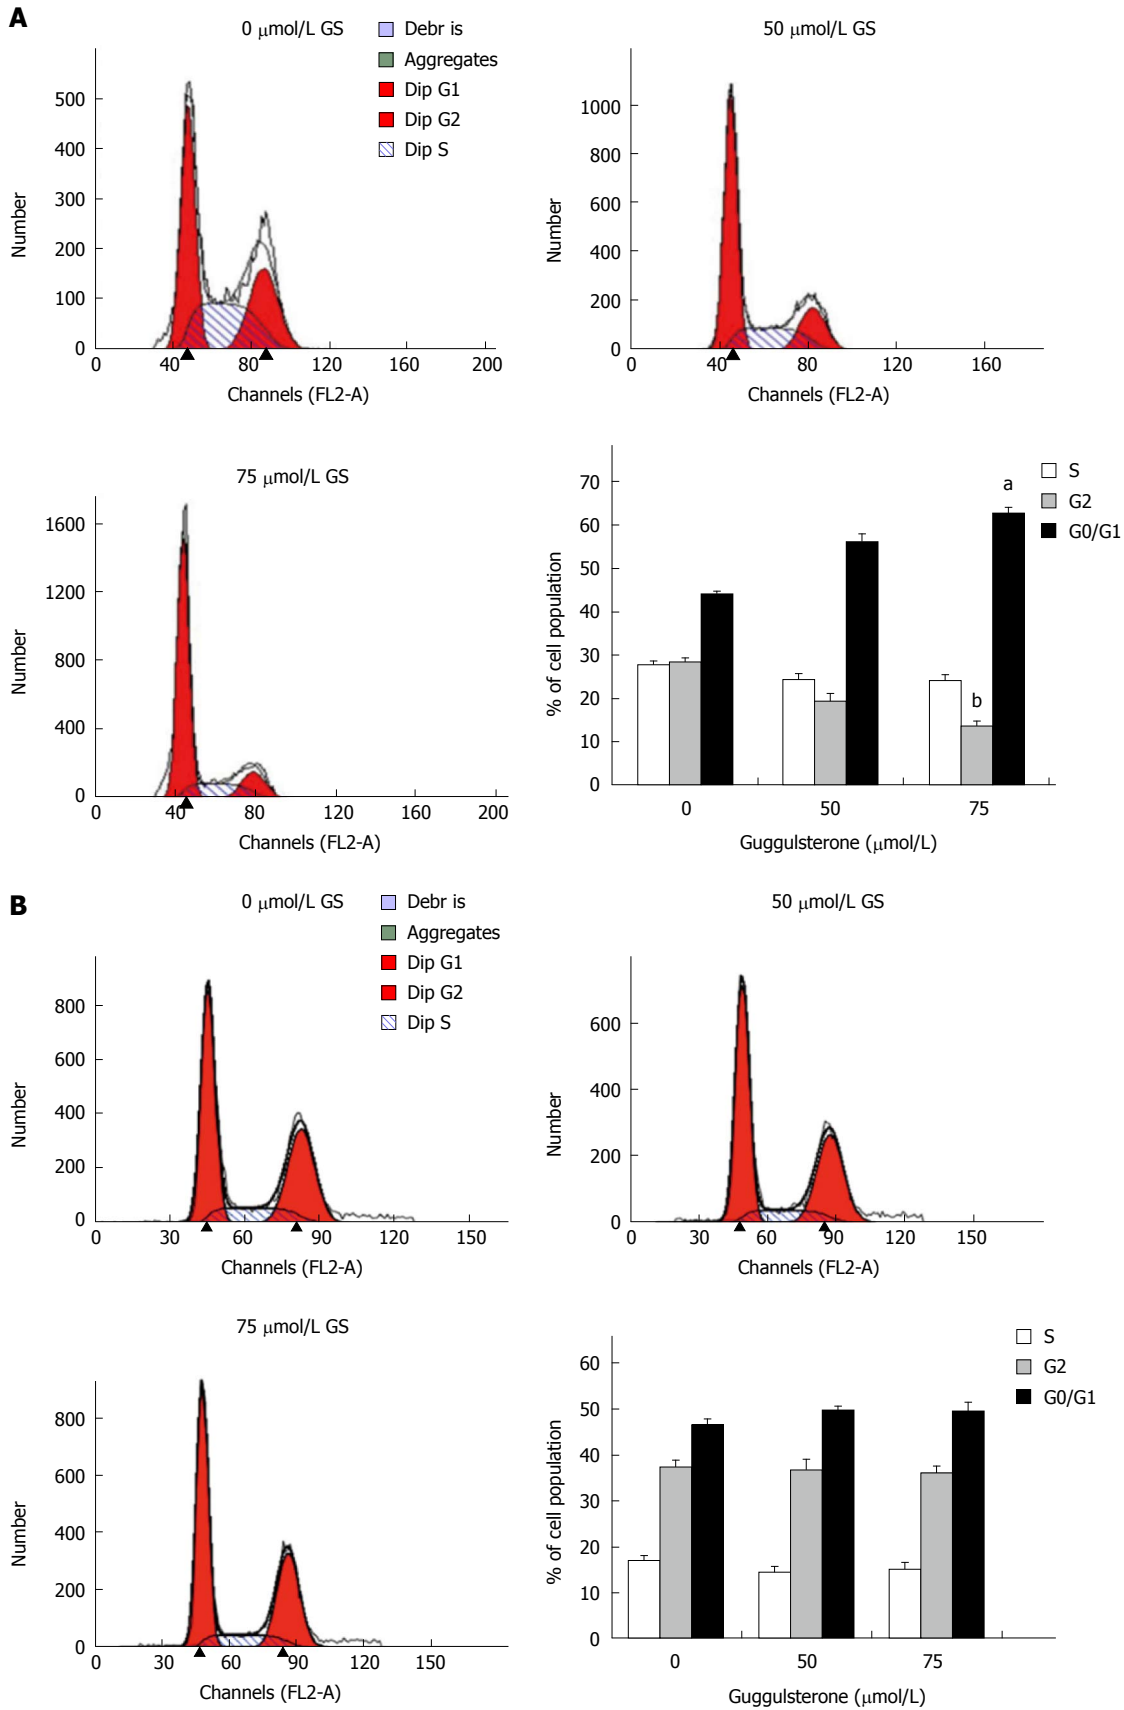 A
0 μmol/L GS
Debr is
Aggregates
Dip G1
Dip G2
Dip S
500
400
300
200
100
0
Number
0 40 80 120 160 200
Channels (FL2-A)
50 μmol/L GS
1000
800
600
400
200
0
Number
0 40 80 120 160
Channels (FL2-A)
75 μmol/L GS
1600
1200
800
400
0
Number
0 40 80 120 160 200
Channels (FL2-A)
70
60
50
40
30
20
10
0
% of cell population
S
G2
G0/G1
a
b
0 50 75
Guggulsterone (μmol/L)
B
0 μmol/L GS
Debr is
Aggregates
Dip G1
Dip G2
Dip S
800
600
400
200
0
Number
0 30 60 90 120 150
Channels (FL2-A)
50 μmol/L GS
600
400
200
0
Number
0 30 60 90 120 150
Channels (FL2-A)
75 μmol/L GS
800
600
400
200
0
Number
0 30 60 90 120 150
Channels (FL2-A)
S
G2
G0/G1
60
50
40
30
20
10
0
% of cell population
0 50 75
Guggulsterone (μmol/L)